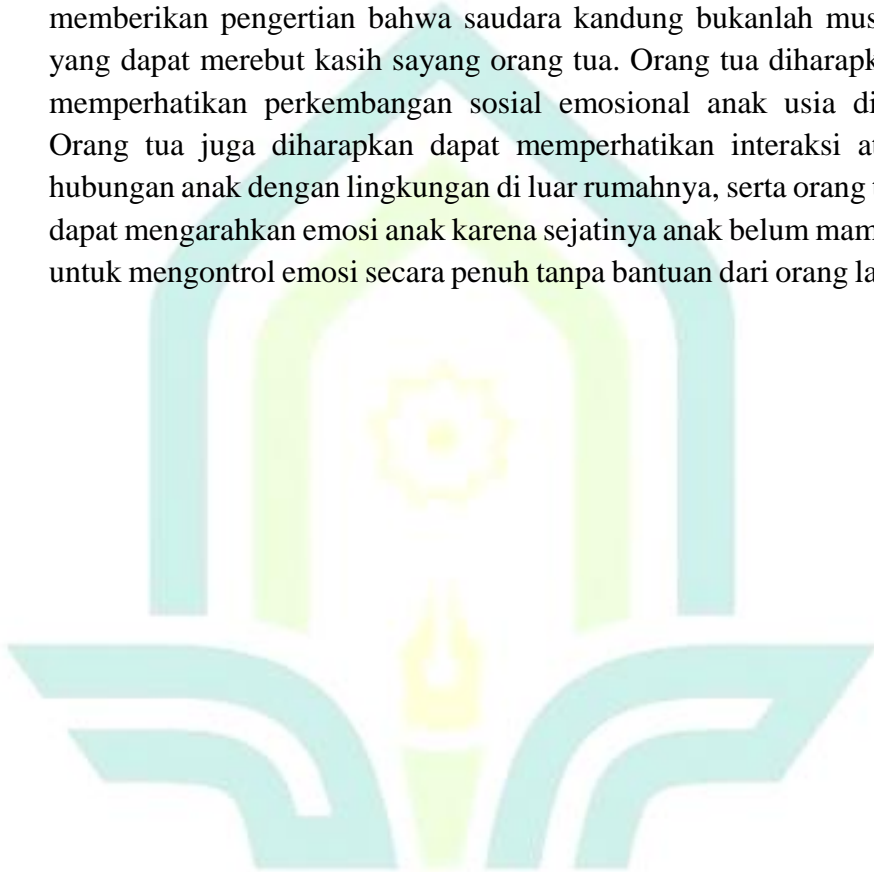 memberikan pengertian bahwa saudara kandung bukanlah mus
yang dapat merebut kasih sayang orang tua. Orang tua diharapk
memperhatikan perkembangan sosial emosional anak usia di
Orang tua juga diharapkan dapat memperhatikan interaksi at
hubungan anak dengan lingkungan di luar rumahnya, serta orang
dapat mengarahkan emosi anak karena sejatinya anak belum mam
untuk mengontrol emosi secara penuh tanpa bantuan dari orang la